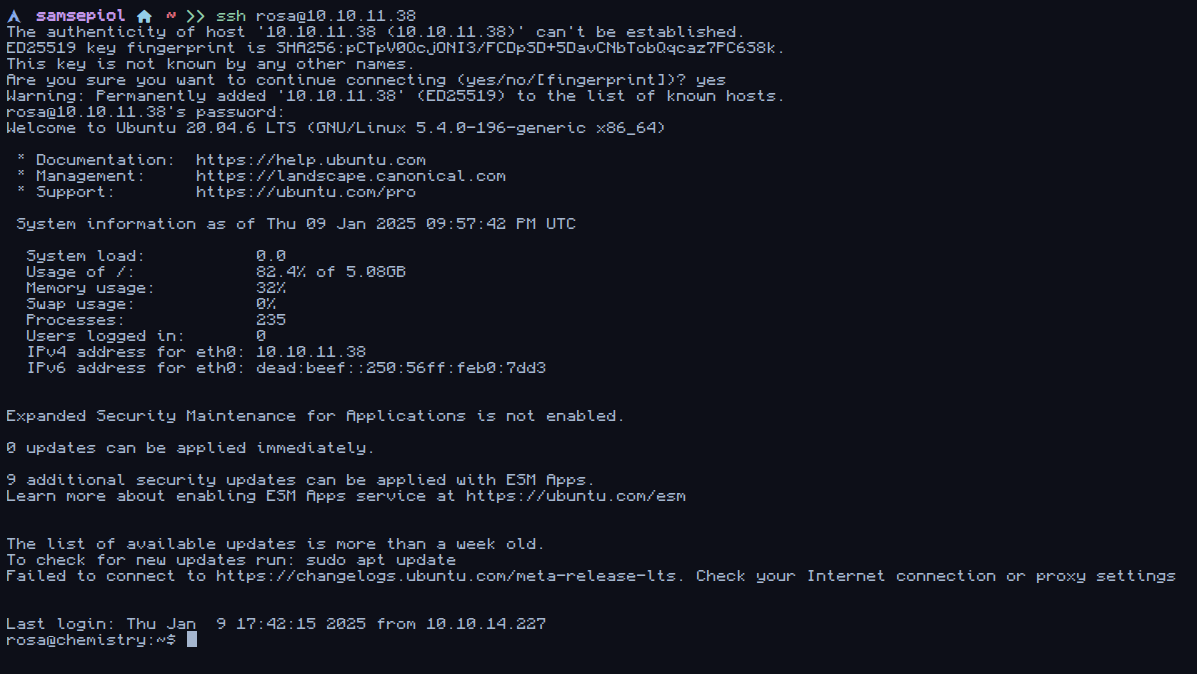 samsepiol ~ >> ssh rosa@10.10.11.38
The authenticity of host '10.10.11.38 (10.10.11.38)' can't be established.
ED25519 key fingerprint is SHA256:pCTpV0QcjONI3/FCDpSD+5DavCNbTobQqcaz7PC6S8k.
This key is not known by any other names.
Are you sure you want to continue connecting (yes/no/[fingerprint])? yes
Warning: Permanently added '10.10.11.38' (ED25519) to the list of known hosts.
rosa@10.10.11.38's password:
Welcome to Ubuntu 20.04.6 LTS (GNU/Linux 5.4.0-196-generic x86_64)
* Documentation: https://help.ubuntu.com
* Management: https://landscape.canonical.com
* Support: https://ubuntu.com/pro
System information as of Thu 09 Jan 2025 09:57:42 PM UTC
System load: 0.0
Usage of /: 82.4% of 5.08GB
Memory usage: 32%
Swap usage: 0%
Processes: 235
Users logged in: 0
IPv4 address for eth0: 10.10.11.38
IPv6 address for eth0: dead:beef::250:56ff:feb0:7dd3
Expanded Security Maintenance for Applications is not enabled.
0 updates can be applied immediately.
9 additional security updates can be applied with ESM Apps.
Learn more about enabling ESM Apps service at https://ubuntu.com/esm
The list of available updates is more than a week old.
To check for new updates run: sudo apt update
Failed to connect to https://changelogs.ubuntu.com/meta-release-lts. Check your Internet connection or proxy settings
Last login: Thu Jan  9 17:42:15 2025 from 10.10.14.227
rosa@chemistry:~$